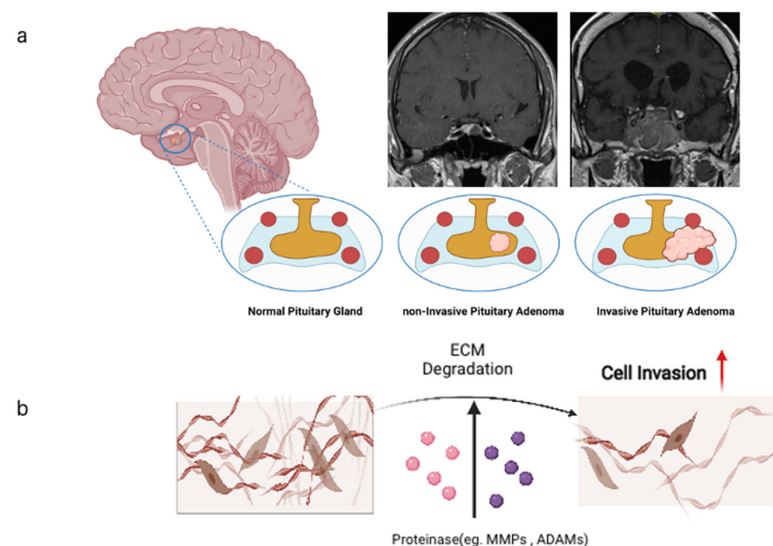 a
Normal Pituitary Gland
non-Invasive Pituitary Adenoma
Invasive Pituitary Adenoma
b
ECM
Degradation
Cell Invasion
Proteinase(eg. MMPs , ADAMs)